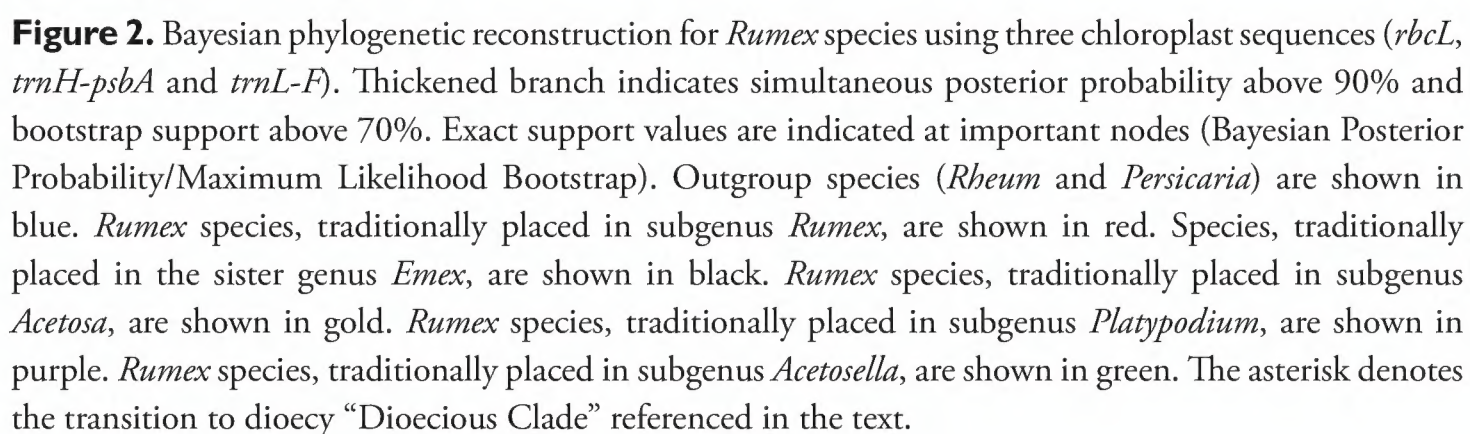 Figure 2. Bayesian phylogenetic reconstruction for Rumex species using three chloroplast sequences (rbcL,
trnH-psbA and trnL-F). Thickened branch indicates simultaneous posterior probability above 90% and
bootstrap support above 70%. Exact support values are indicated at important nodes (Bayesian Posterior
Probability/Maximum Likelihood Bootstrap). Outgroup species (Rheum and Persicaria) are shown in
blue. Rumex species, traditionally placed in subgenus Rumex, are shown in red. Species, traditionally
placed in the sister genus Emex, are shown in black. Rumex species, traditionally placed in subgenus
Acetosa, are shown in gold. Rumex species, traditionally placed in subgenus Platypodium, are shown in
purple. Rumex species, traditionally placed in subgenus Acetosella, are shown in green. The asterisk denotes
the transition to dioecy “Dioecious Clade” referenced in the text.